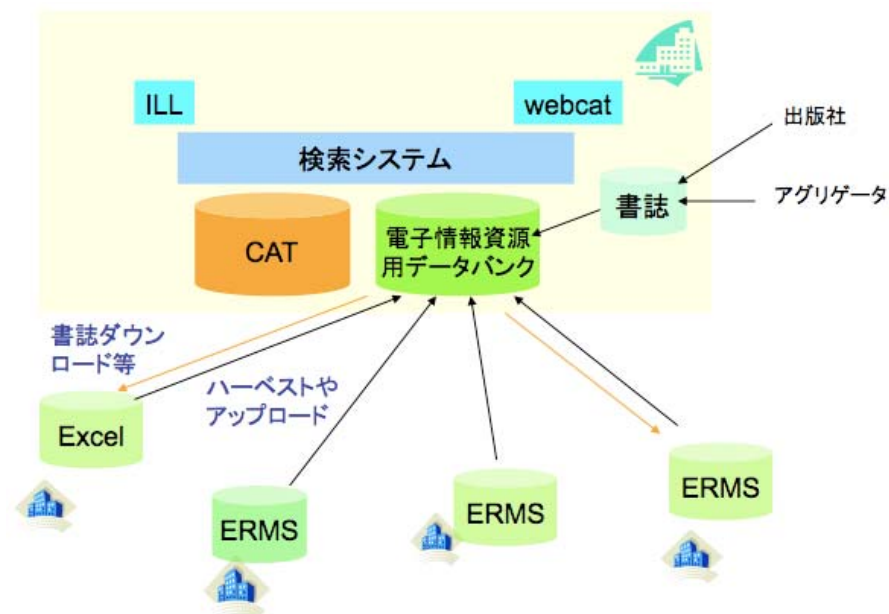 ILL
webcat
検索システム
出版社
アグリゲータ
書誌
CAT
電子情報資源
用データバンク
書誌ダウン
ロード等
ハーベストや
アップロード
Excel
ERMS
ERMS
ERMS